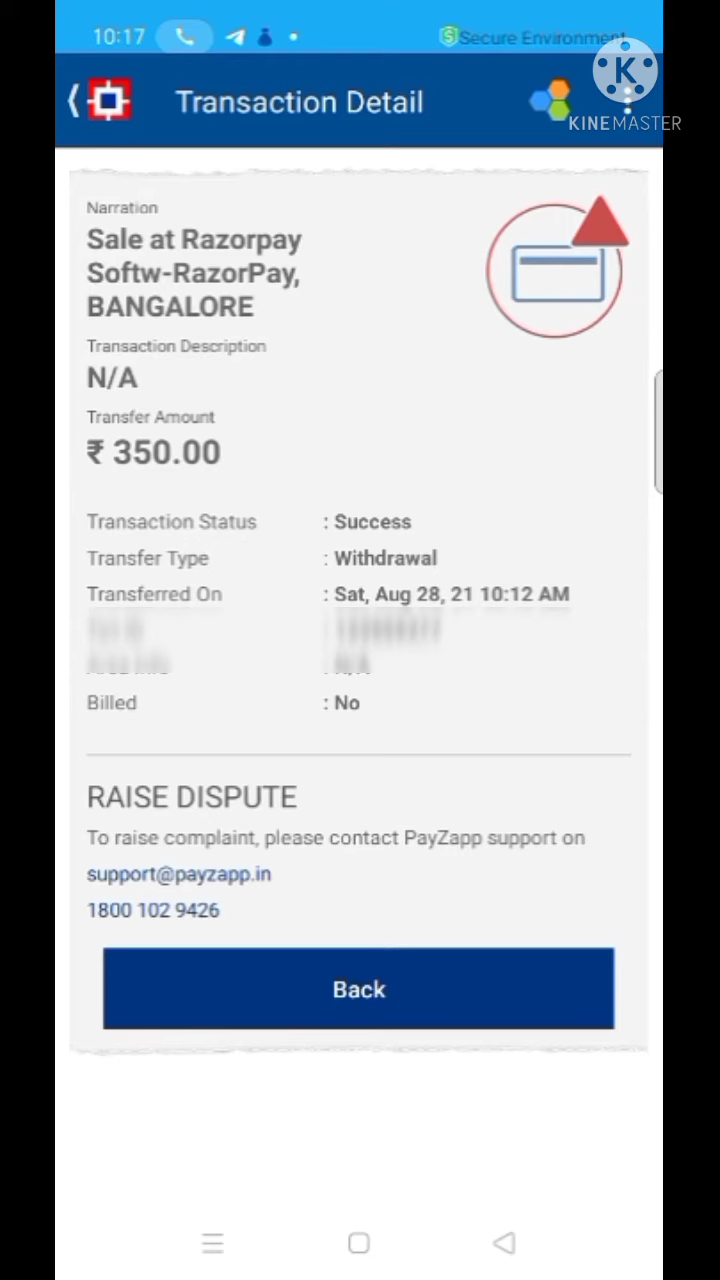 10:17
Secure Environment
Transaction Detail
K
KINEMASTER
Narration
Sale at Razorpay
Softw-RazorPay,
BANGALORE
Transaction Description
N/A
Transfer Amount
₹ 350.00
Transaction Status : Success
Transfer Type : Withdrawal
Transferred On : Sat, Aug 28, 21 10:12 AM
: N/A
Billed : No
RAISE DISPUTE
To raise complaint, please contact PayZapp support on
support@payzapp.in
1800 102 9426
Back